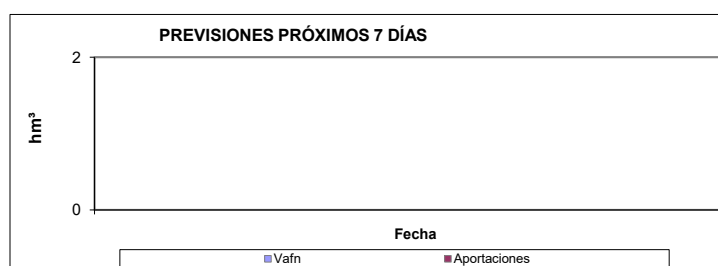 PREVISIONES PRÓXIMOS 7 DÍAS
2
hm³
0
Fecha
Vafn Aportaciones